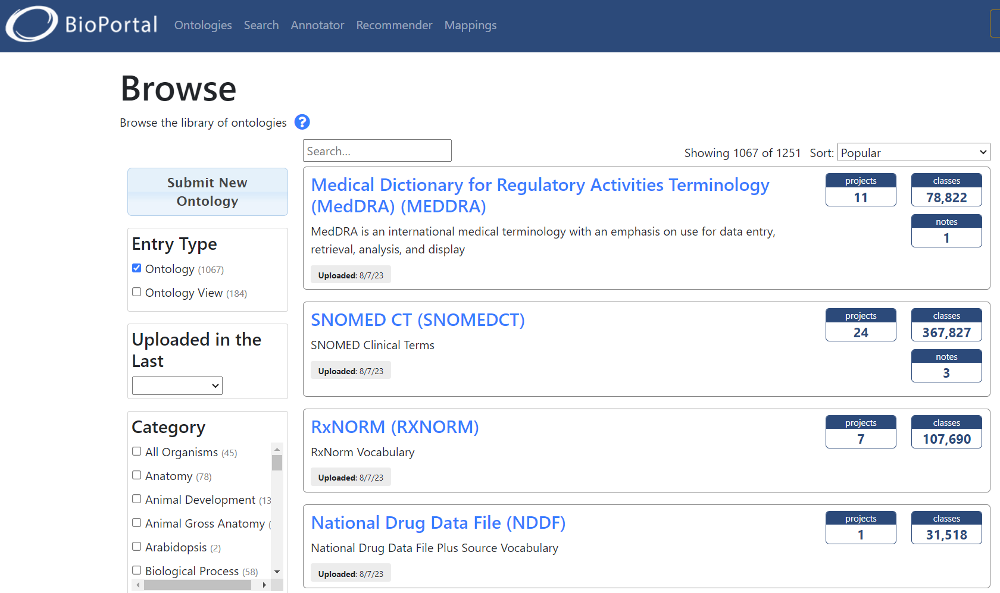 BioPortal Ontologies Search Annotator Recommender Mappings
Browse
Browse the library of ontologies ?
Search...
Showing 1067 of 1251 Sort: Popular
Submit New
Ontology
Entry Type
Ontology (1067)
Ontology View (184)
Uploaded in the
Last
Category
All Organisms (45)
Anatomy (78)
Animal Development (13
Animal Gross Anatomy (
Arabidopsis (2)
Biological Process (58)
Medical Dictionary for Regulatory Activities Terminology
(MedDRA) (MEDDRA)
MedDRA is an international medical terminology with an emphasis on use for data entry,
retrieval, analysis, and display
Uploaded: 8/7/23
projects
11
classes
78,822
notes
1
SNOMED CT (SNOMEDCT)
SNOMED Clinical Terms
Uploaded: 8/7/23
projects
24
classes
367,827
notes
3
RxNORM (RXNORM)
RxNorm Vocabulary
Uploaded: 8/7/23
projects
7
classes
107,690
National Drug Data File (NDDF)
National Drug Data File Plus Source Vocabulary
Uploaded: 8/7/23
projects
1
classes
31,518